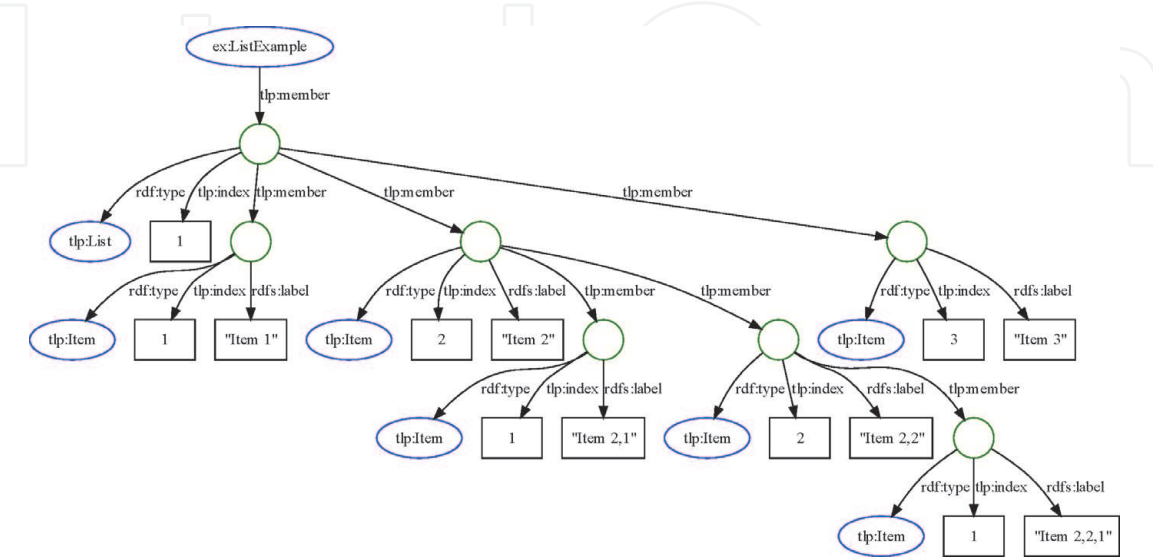 ex:ListExample
tlp:member
rdf:type tlp:index tlp:member tlp:member tlp:member
tlp:List 1
rdf:type tlp:index rdfs:label rdf:type tlp:index rdfs:label tlp:member tlp:member rdf:type tlp:index rdfs:label
tlp:Item 1 "Item 1" tlp:Item 2 "Item 2" tlp:Item 3 "Item 3"
rdf:type tlp:index rdfs:label rdf:type tlp:index rdfs:label tlp:member
tlp:Item 1 "Item 2,1" tlp:Item 2 "Item 2,2"
rdf:type tlp:index rdfs:label
tlp:Item 1 "Item 2,2,1"